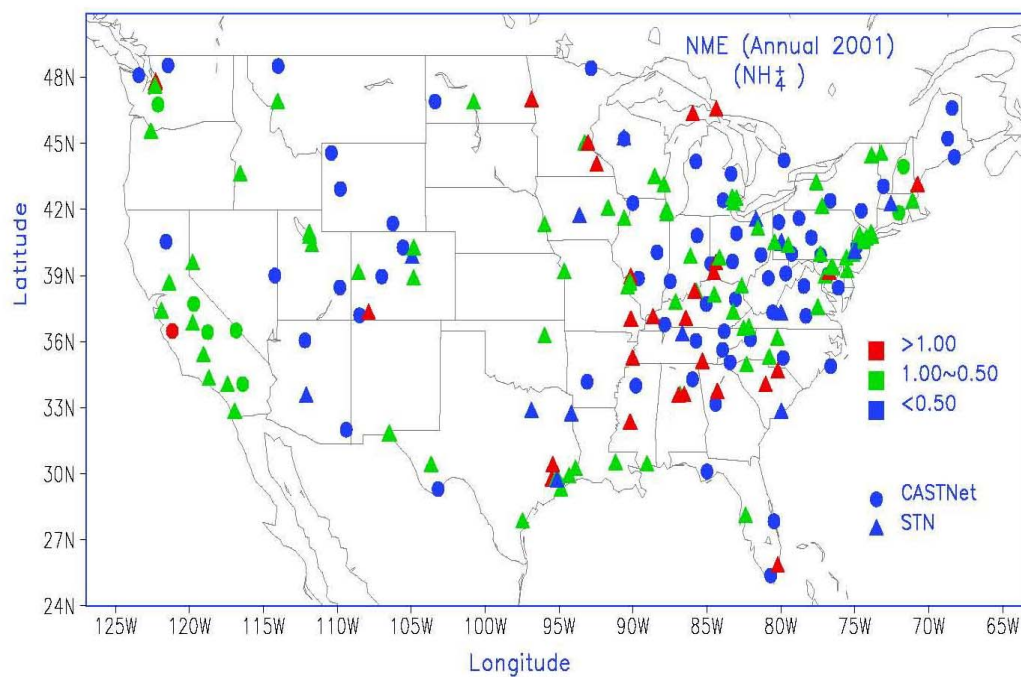 NME (Annual 2001)
(NH₄⁺)
48N
45N
42N
39N
36N
33N
30N
27N
24N
Latitude
>1.00
1.00~0.50
<0.50
CASTNet
STN
125W 120W 115W 110W 105W 100W 95W 90W 85W 80W 75W 70W 65W
Longitude